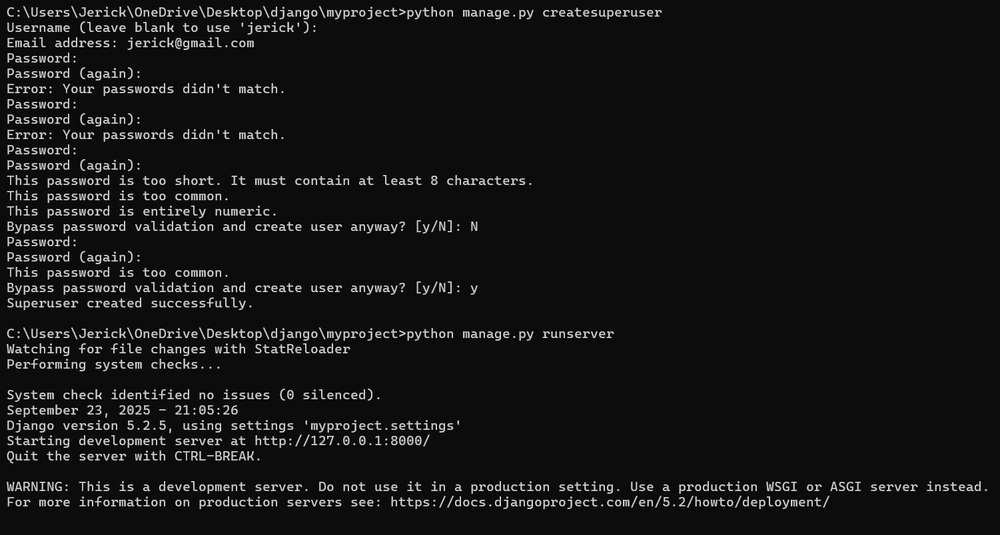 C:\Users\Jerick\OneDrive\Desktop\django\myproject>python manage.py createsuperuser
Username (leave blank to use 'jerick'):
Email address: jerick@gmail.com
Password:
Password (again):
Error: Your passwords didn't match.
Password:
Password (again):
Error: Your passwords didn't match.
Password:
Password (again):
This password is too short. It must contain at least 8 characters.
This password is too common.
This password is entirely numeric.
Bypass password validation and create user anyway? [y/N]: N
Password:
Password (again):
This password is too common.
Bypass password validation and create user anyway? [y/N]: y
Superuser created successfully.

C:\Users\Jerick\OneDrive\Desktop\django\myproject>python manage.py runserver
Watching for file changes with StatReloader
Performing system checks...

System check identified no issues (0 silenced).
September 23, 2025 - 21:05:26
Django version 5.2.5, using settings 'myproject.settings'
Starting development server at http://127.0.0.1:8000/
Quit the server with CTRL-BREAK.

WARNING: This is a development server. Do not use it in a production setting. Use a production WSGI or ASGI server instead.
For more information on production servers see: https://docs.djangoproject.com/en/5.2/howto/deployment/